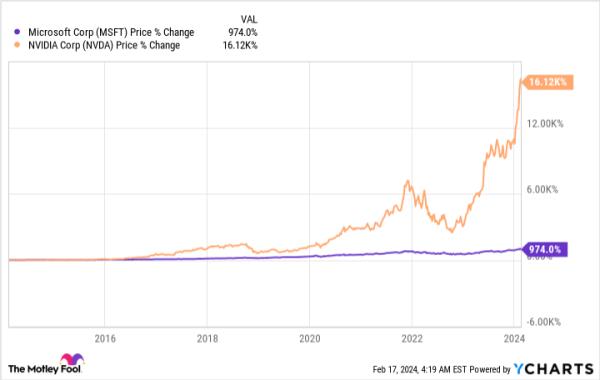 VAL
Microsoft Corp (MSFT) Price % Change 974.0%
NVIDIA Corp (NVDA) Price % Change 16.12K%
16.12K%
12.00K%
6.00K%
974.0%
0.00%
-6.00K%
2016 2018 2020 2022 2024
The Motley Fool
Feb 17, 2024, 4:19 AM EST Powered by YCHARTS